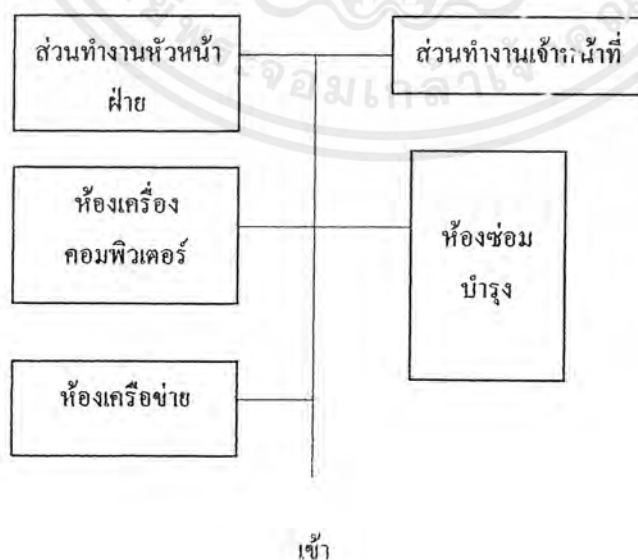 ส่วนทำงานหัวหน้า
ฝ่าย
ส่วนทำงานเจ้าหน้าที่
ห้องเครื่อง
คอมพิวเตอร์
ห้องซ่อม
บำรุง
ห้องเครือข่าย
เข้า